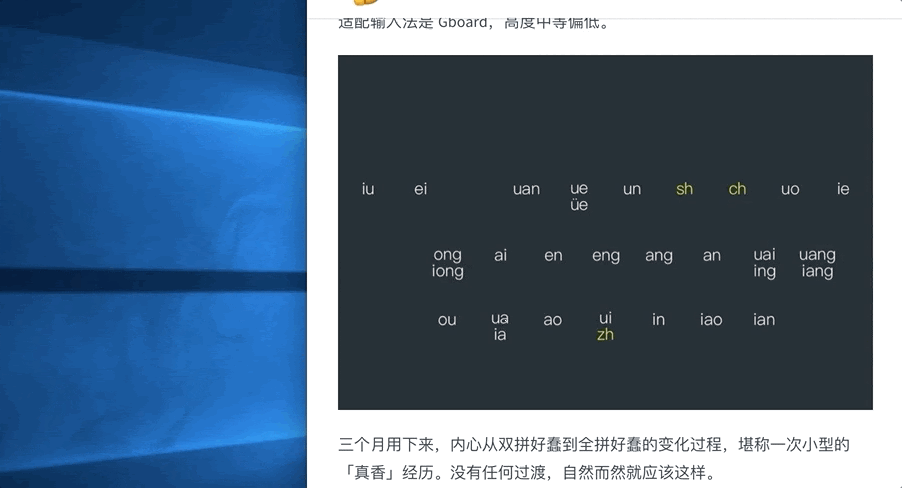 适配输入法是 Gboard，高度中等偏低。
iu ei uan ue un sh ch uo ie
üe
ong ai en eng ang an uai uang
iong ing iang
ou ua ao ui in iao ian
ia zh
三个月用下来，内心从双拼好蠢到全拼好蠢的变化过程，堪称一次小型的
「真香」经历。没有任何过渡，自然而然就应该这样。